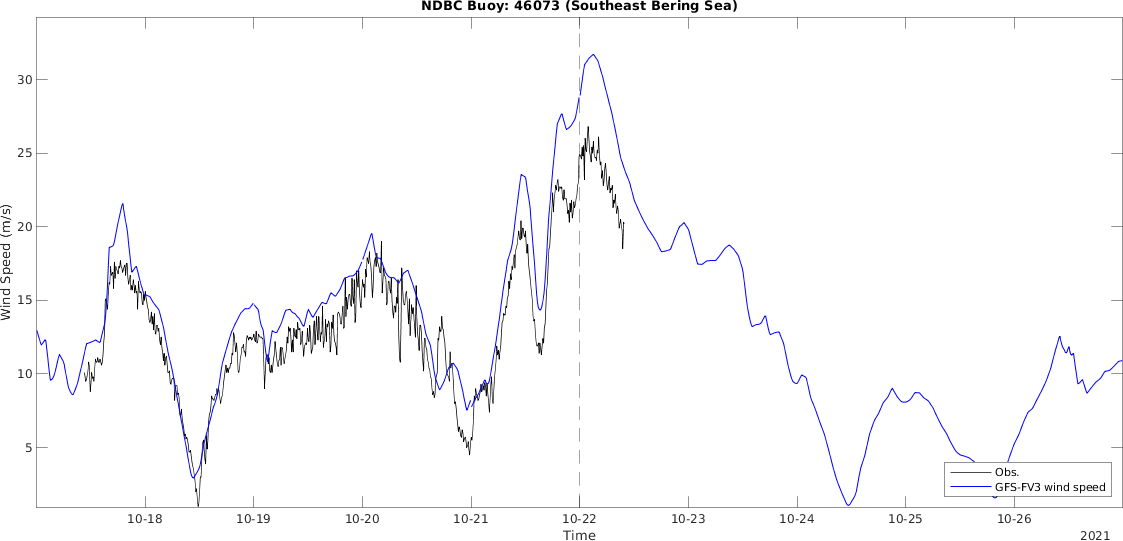 NDBC Buoy: 46073 (Southeast Bering Sea)
Wind Speed (m/s)
30
25
20
15
10
5
Obs.
GFS-FV3 wind speed
10-18 10-19 10-20 10-21 10-22 10-23 10-24 10-25 10-26
Time
2021